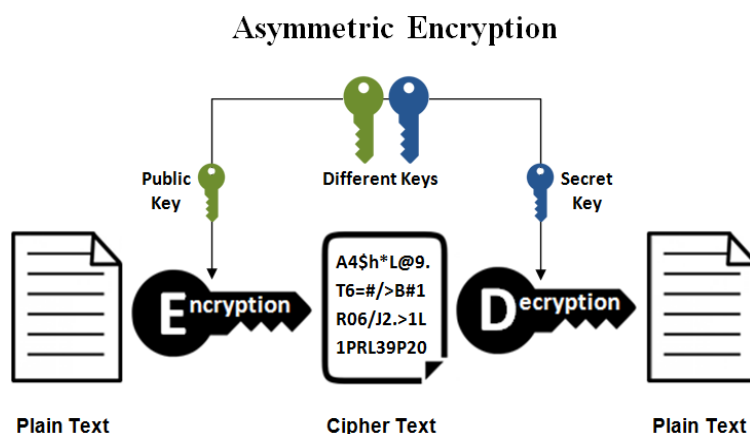 Asymmetric Encryption
Public
Key
Different Keys
Secret
Key
Encryption
A4$h*L@9.
T6=#/>B#1
R06/J2.>1L
1PRL39P20
Decryption
Plain Text
Cipher Text
Plain Text